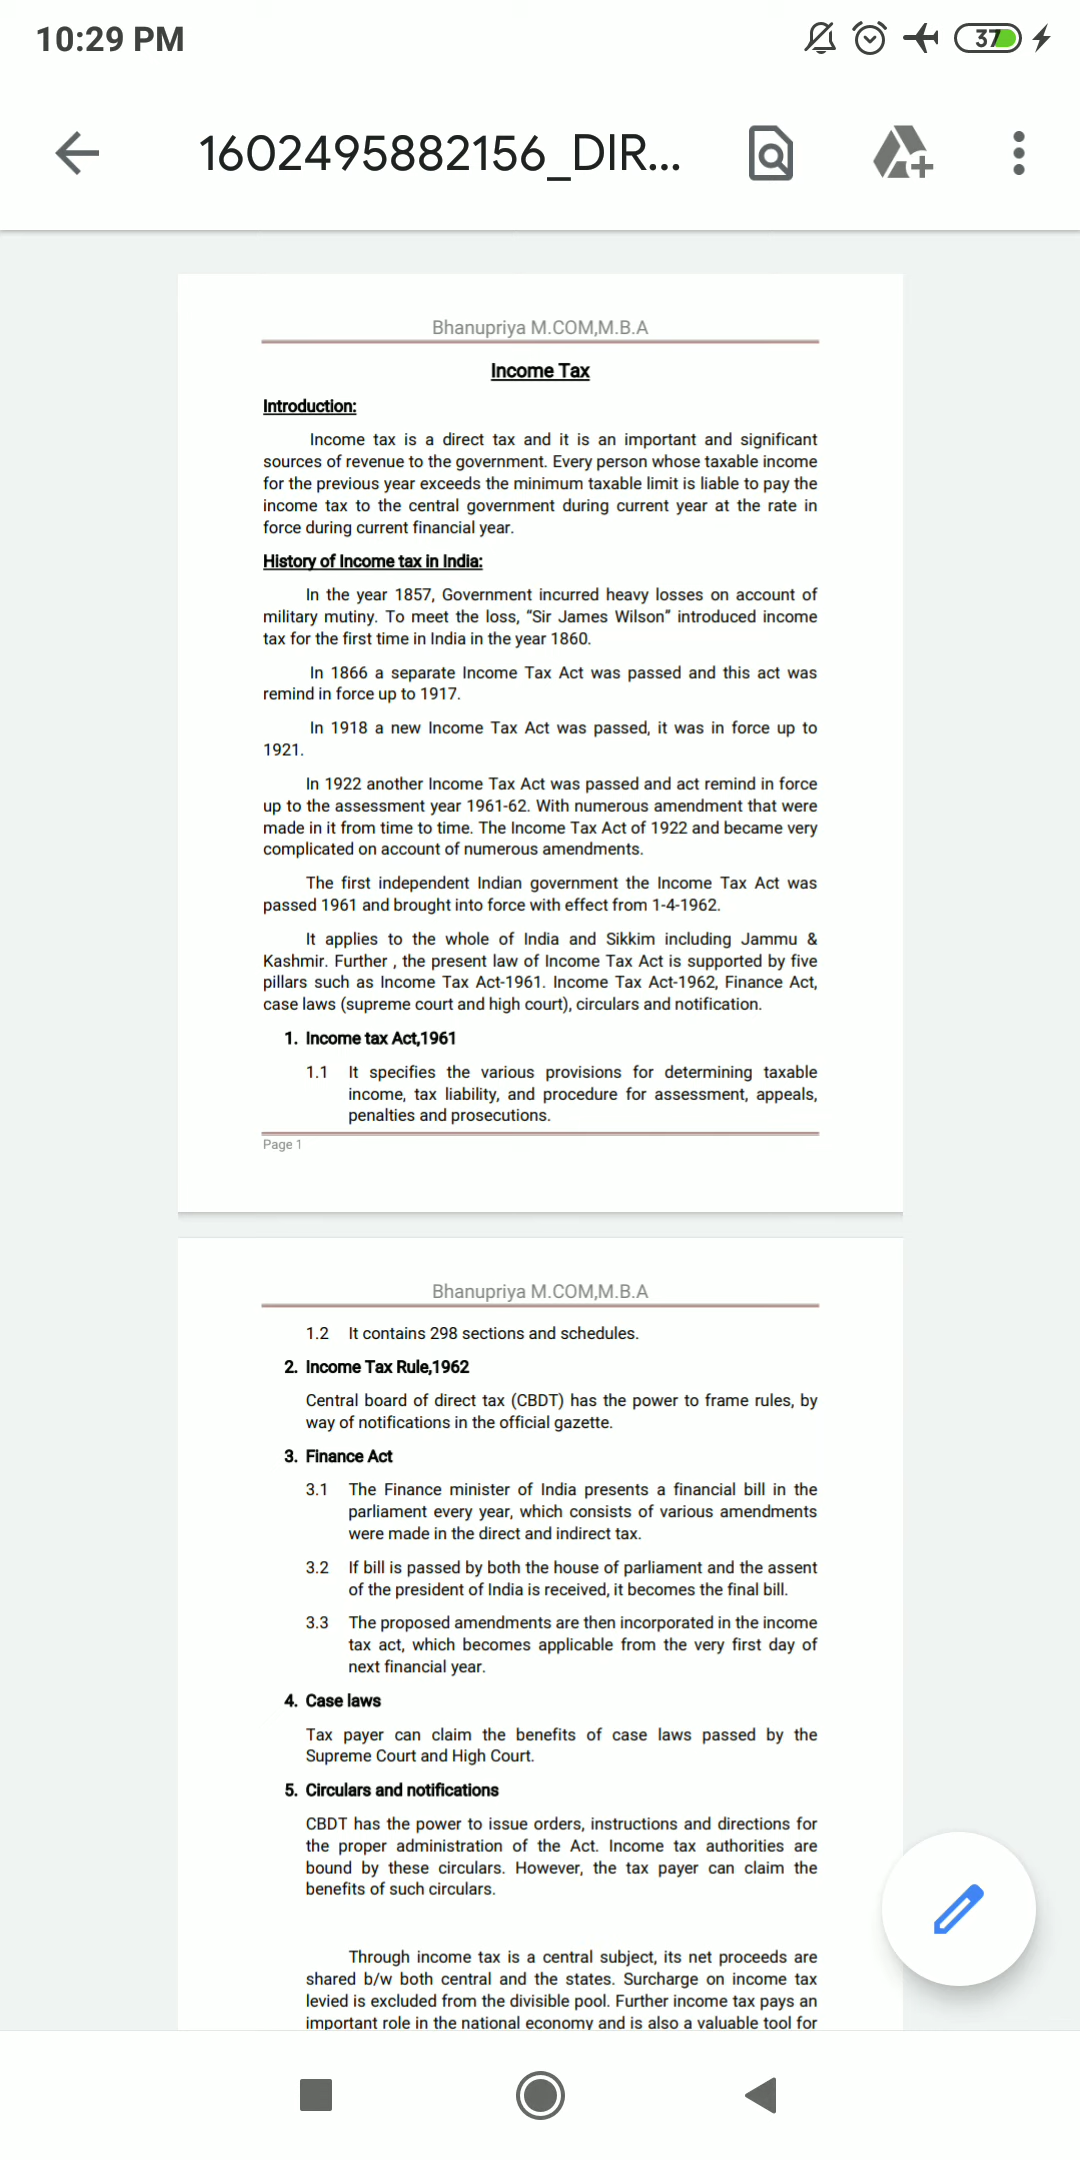 10:29 PM
37
1602495882156_DIR...
Bhanupriya M.COM,M.B.A
Income Tax
Introduction:
Income tax is a direct tax and it is an important and significant
sources of revenue to the government. Every person whose taxable income
for the previous year exceeds the minimum taxable limit is liable to pay the
income tax to the central government during current year at the rate in
force during current financial year.
History of Income tax in India:
In the year 1857, Government incurred heavy losses on account of
military mutiny. To meet the loss, “Sir James Wilson” introduced income
tax for the first time in India in the year 1860.
In 1866 a separate Income Tax Act was passed and this act was
remind in force up to 1917.
In 1918 a new Income Tax Act was passed, it was in force up to
1921.
In 1922 another Income Tax Act was passed and act remind in force
up to the assessment year 1961-62. With numerous amendment that were
made in it from time to time. The Income Tax Act of 1922 and became very
complicated on account of numerous amendments.
The first independent Indian government the Income Tax Act was
passed 1961 and brought into force with effect from 1-4-1962.
It applies to the whole of India and Sikkim including Jammu &
Kashmir. Further , the present law of Income Tax Act is supported by five
pillars such as Income Tax Act-1961. Income Tax Act-1962, Finance Act,
case laws (supreme court and high court), circulars and notification.
1. Income tax Act,1961
1.1 It specifies the various provisions for determining taxable
income, tax liability, and procedure for assessment, appeals,
penalties and prosecutions.
Page 1
Bhanupriya M.COM,M.B.A
1.2 It contains 298 sections and schedules.
2. Income Tax Rule,1962
Central board of direct tax (CBDT) has the power to frame rules, by
way of notifications in the official gazette.
3. Finance Act
3.1 The Finance minister of India presents a financial bill in the
parliament every year, which consists of various amendments
were made in the direct and indirect tax.
3.2 If bill is passed by both the house of parliament and the assent
of the president of India is received, it becomes the final bill.
3.3 The proposed amendments are then incorporated in the income
tax act, which becomes applicable from the very first day of
next financial year.
4. Case laws
Tax payer can claim the benefits of case laws passed by the
Supreme Court and High Court.
5. Circulars and notifications
CBDT has the power to issue orders, instructions and directions for
the proper administration of the Act. Income tax authorities are
bound by these circulars. However, the tax payer can claim the
benefits of such circulars.
Through income tax is a central subject, its net proceeds are
shared b/w both central and the states. Surcharge on income tax
levied is excluded from the divisible pool. Further income tax pays an
important role in the national economy and is also a valuable tool for